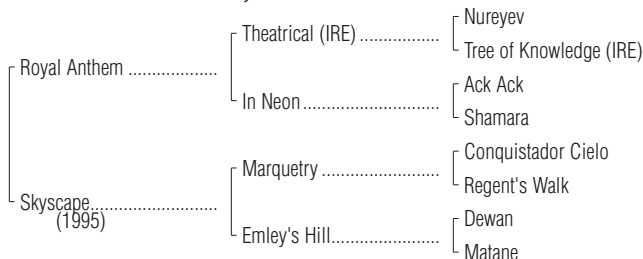 Nureyev
Theatrical (IRE) ..................
Tree of Knowledge (IRE)
Royal Anthem ....................
Ack Ack
In Neon...............................
Shamara
Conquistador Cielo
Marquetry ...........................
Regent's Walk
Skyscape............................
(1995)
Dewan
Emley's Hill.........................
Matane